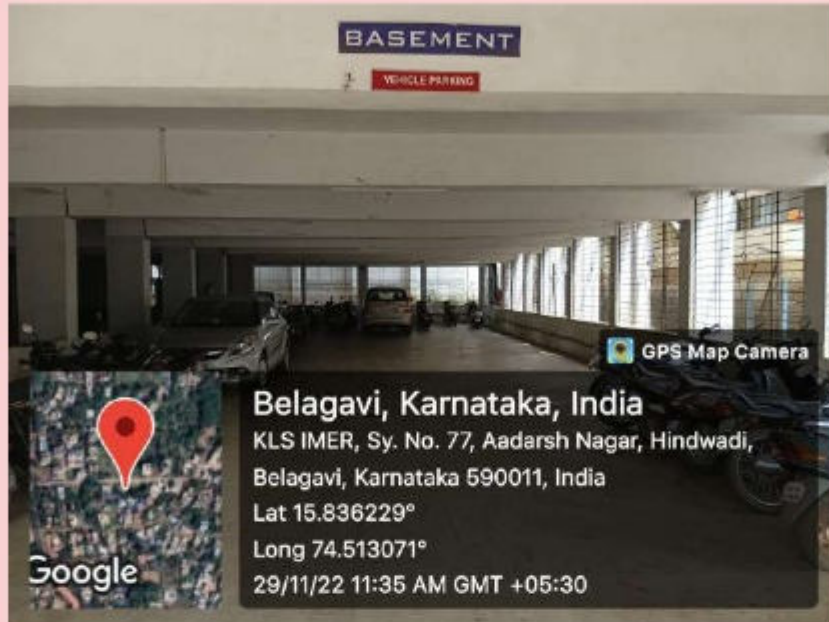 BASEMENT
VEHICLE PARKING
GPS Map Camera
Belagavi, Karnataka, India
KLS IMER, Sy. No. 77, Aadarsh Nagar, Hindwadi,
Belagavi, Karnataka 590011, India
Lat 15.836229°
Long 74.513071°
29/11/22 11:35 AM GMT +05:30
Google